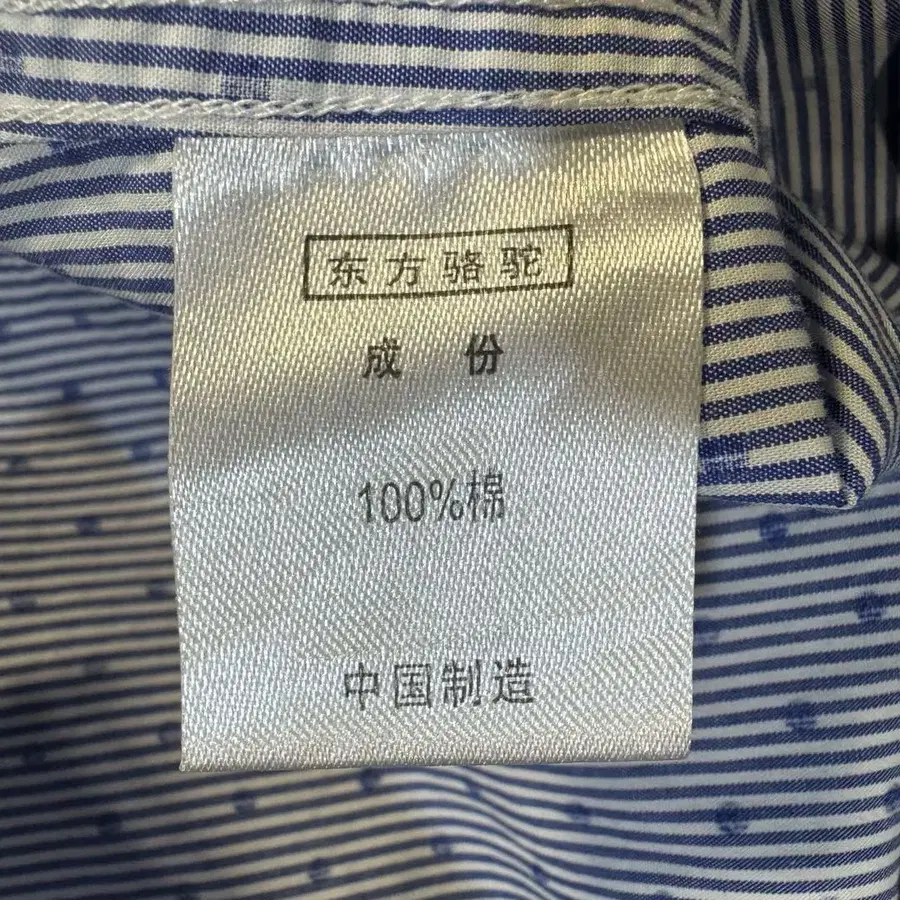 东方骆驼
成 份
100%棉
中国制造